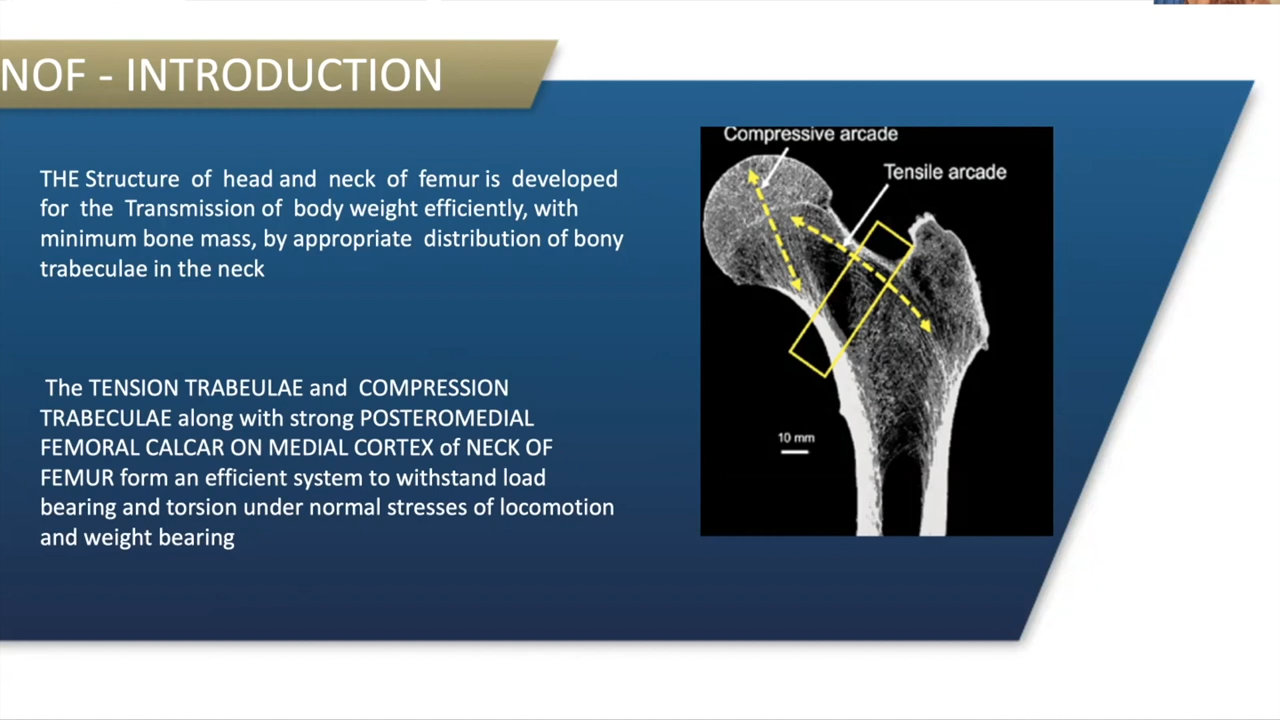 NOF - INTRODUCTION
THE Structure of head and neck of femur is developed
for the Transmission of body weight efficiently, with
minimum bone mass, by appropriate distribution of bony
trabeculae in the neck
The TENSION TRABEULAE and COMPRESSION
TRABECULAE along with strong POSTEROMEDIAL
FEMORAL CALCAR ON MEDIAL CORTEX of NECK OF
FEMUR form an efficient system to withstand load
bearing and torsion under normal stresses of locomotion
and weight bearing
Compressive arcade
Tensile arcade
10 mm